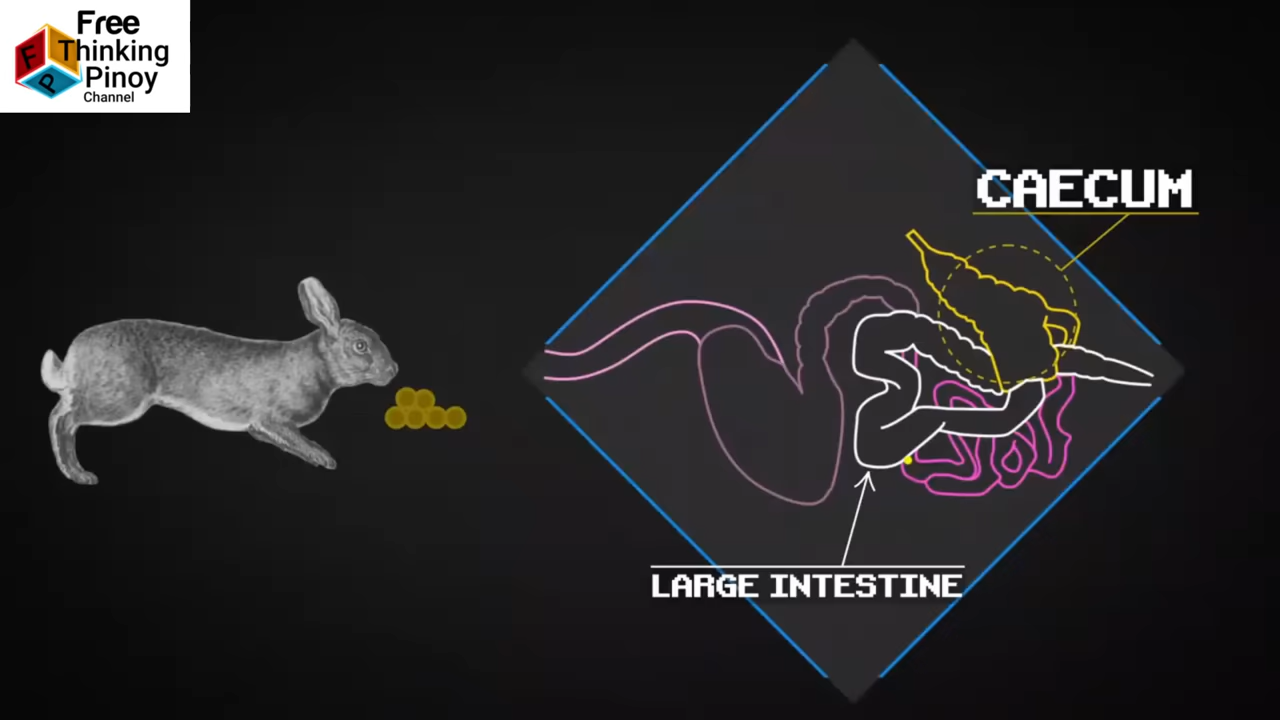 Free
Thinking
Pinoy
Channel
F
P
CAECUM
LARGE INTESTINE